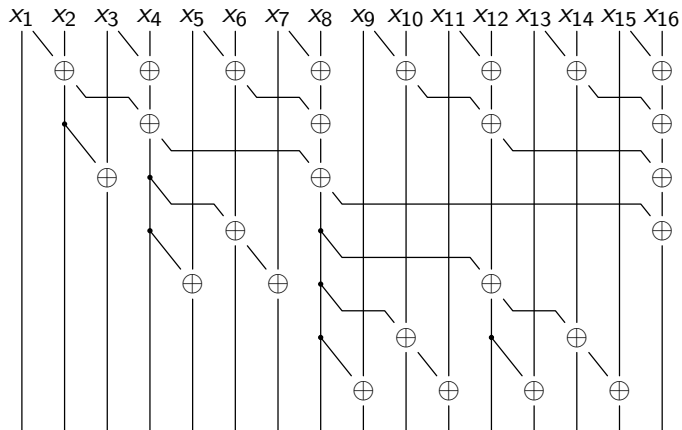 x₁ x₂ x₃ x₄ x₅ x₆ x₇ x₈ x₉ x₁₀ x₁₁ x₁₂ x₁₃ x₁₄ x₁₅ x₁₆